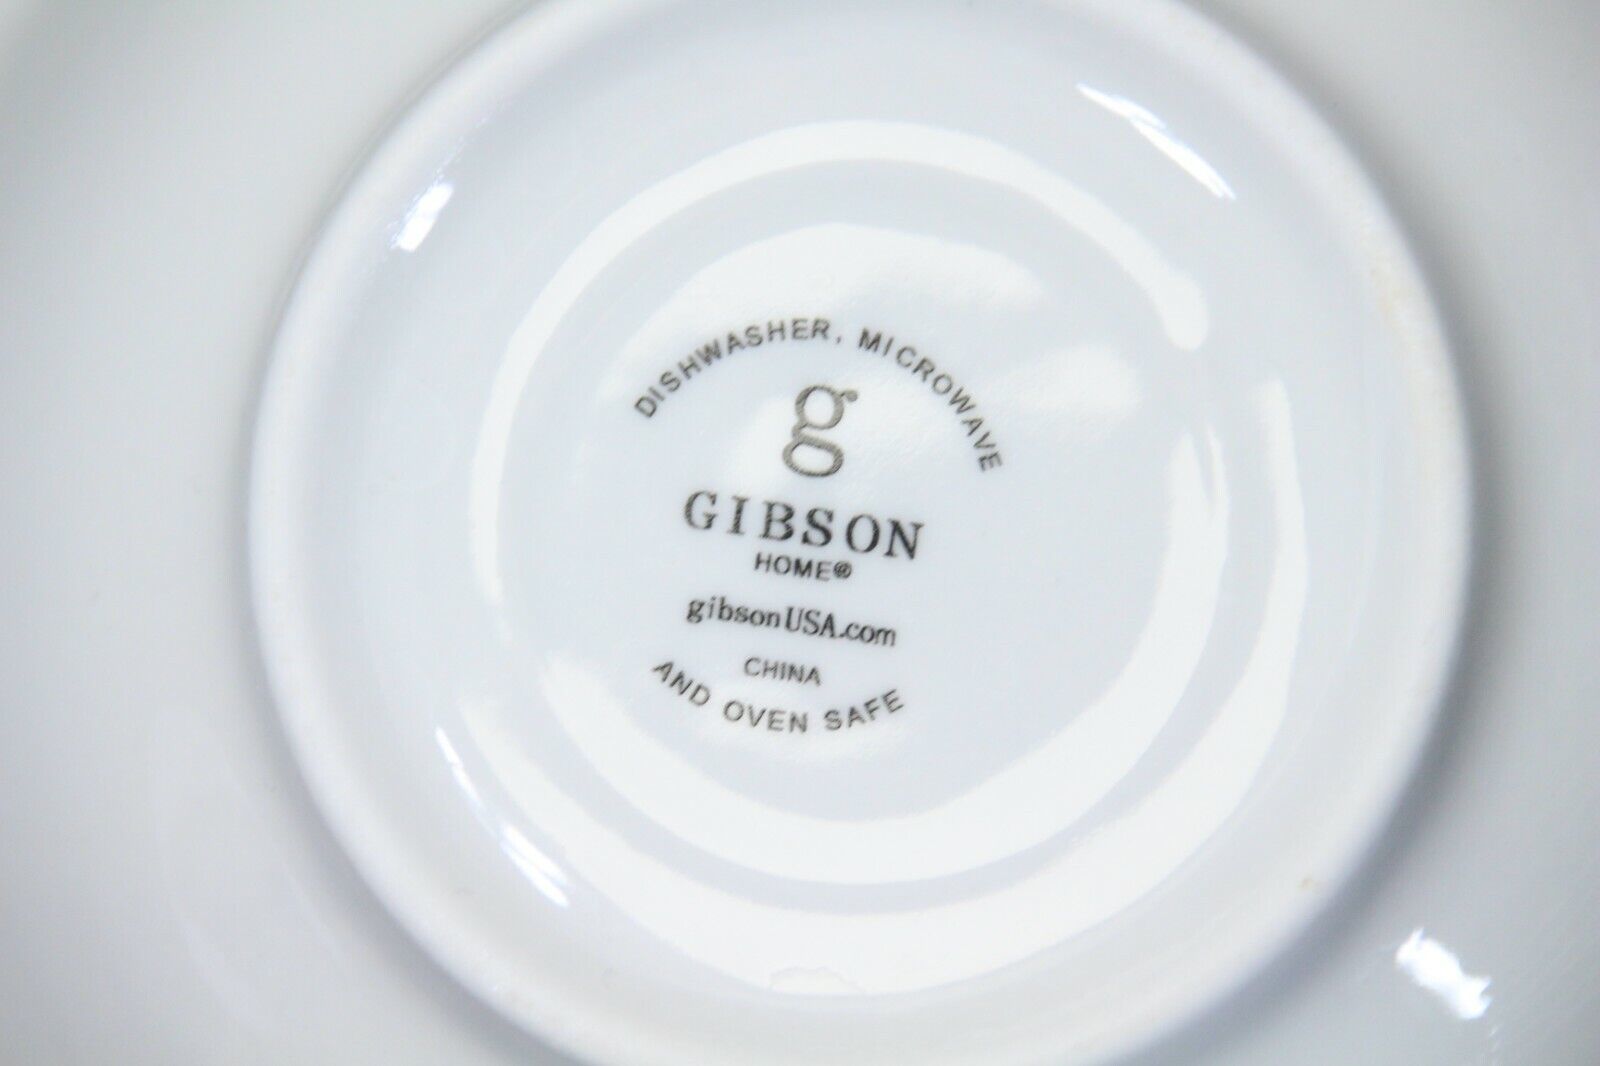 DISHWASHER, MICROWAVE
g
GIBSON
HOME®
gibsonUSA.com
CHINA
AND OVEN SAFE